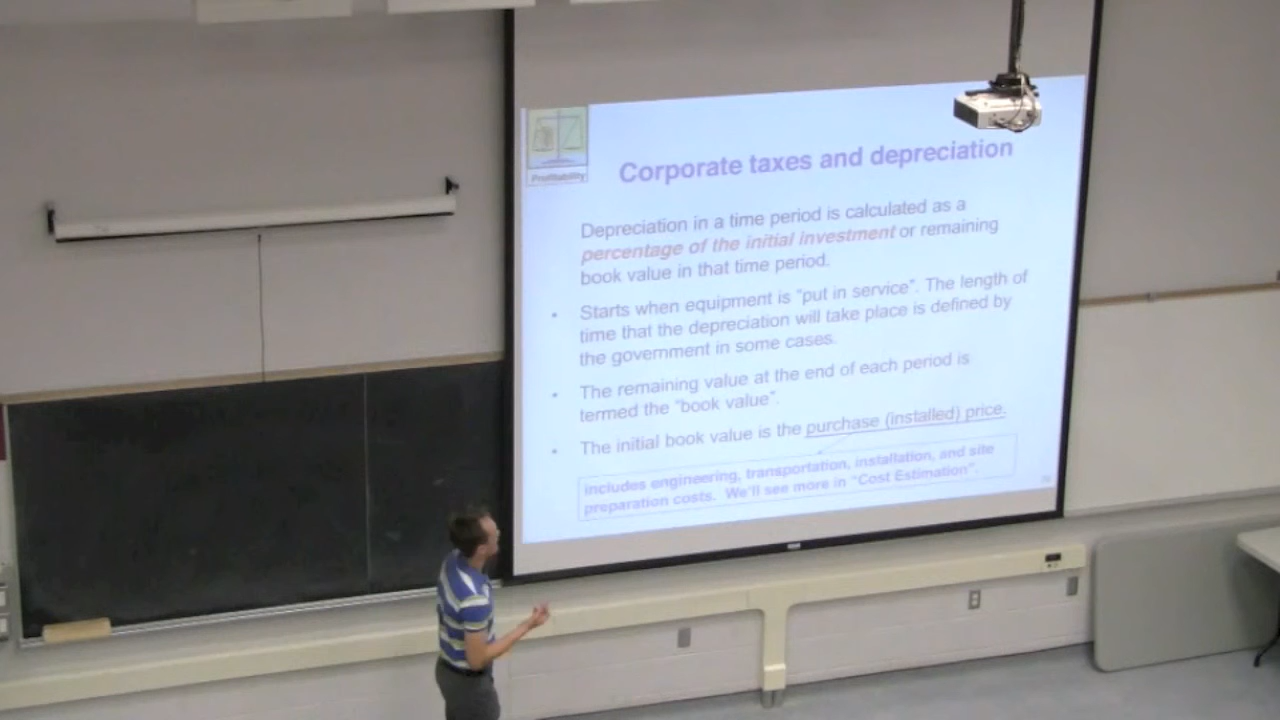 Profitability
Corporate taxes and depreciation
Depreciation in a time period is calculated as a
percentage of the initial investment or remaining
book value in that time period.
• Starts when equipment is "put in service". The length of
time that the depreciation will take place is defined by
the government in some cases.
• The remaining value at the end of each period is
termed the "book value".
• The initial book value is the purchase (installed) price.
includes engineering, transportation, installation, and site
preparation costs. We'll see more in "Cost Estimation".